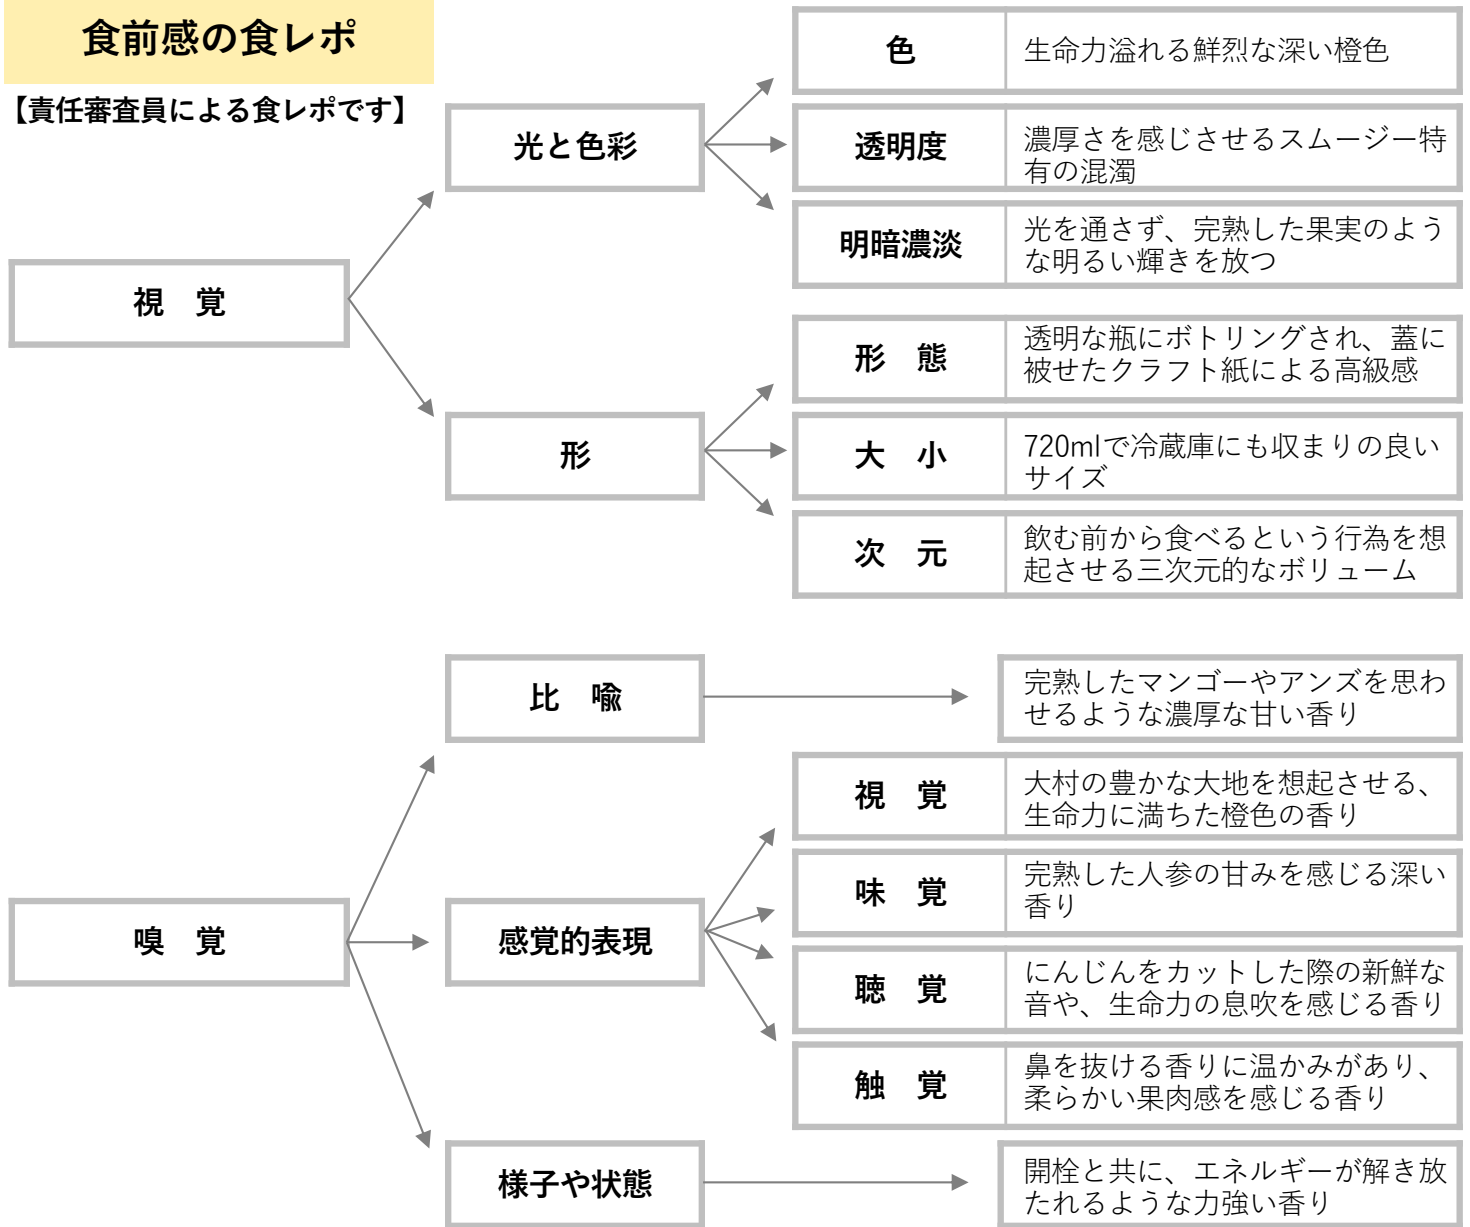 食前感の食レポ
【責任審査員による食レポです】
視　覚
光と色彩
色
生命力溢れる鮮烈な深い橙色
透明度
濃厚さを感じさせるスムージー特
有の混濁
明暗濃淡
光を通さず、完熟した果実のよう
な明るい輝きを放つ
形
形　態
透明な瓶にボトリングされ、蓋に
被せたクラフト紙による高級感
大　小
720mlで冷蔵庫にも収まりの良い
サイズ
次　元
飲む前から食べるという行為を想
起させる三次元的なボリューム
嗅　覚
比　喩
完熟したマンゴーやアンズを思わ
せるような濃厚な甘い香り
感覚的表現
視　覚
大村の豊かな大地を想起させる、
生命力に満ちた橙色の香り
味　覚
完熟した人参の甘みを感じる深い
香り
聴　覚
にんじんをカットした際の新鮮な
音や、生命力の息吹を感じる香り
触　覚
鼻を抜ける香りに温かみがあり、
柔らかい果肉感を感じる香り
様子や状態
開栓と共に、エネルギーが解き放
たれるような力強い香り